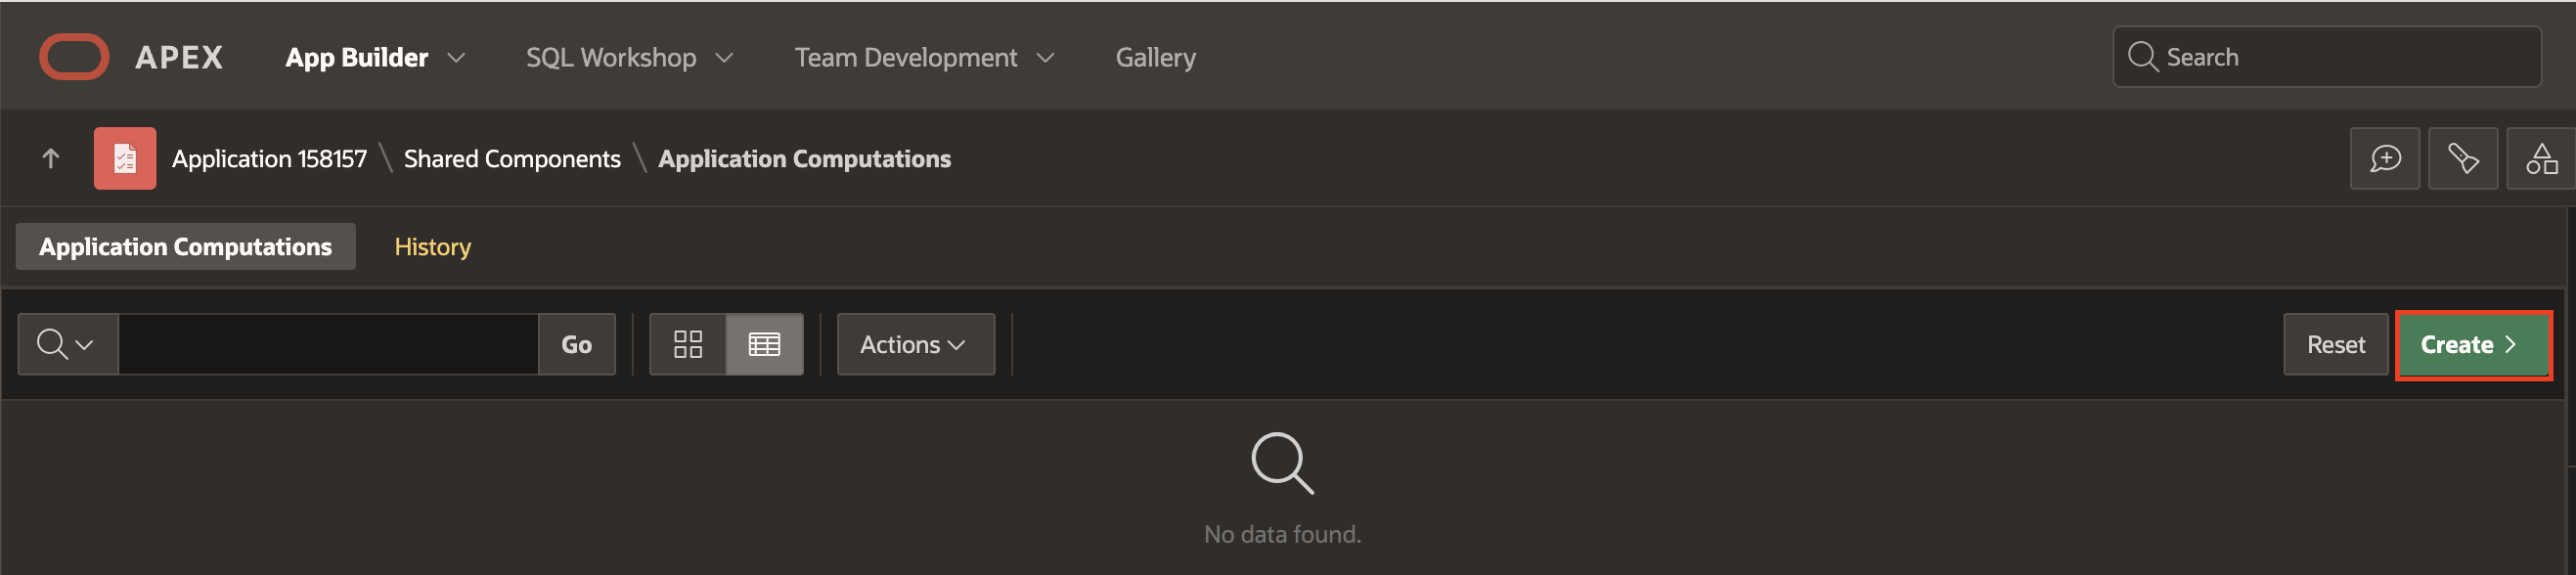 APEX App Builder SQL Workshop Team Development Gallery Search
Application 158157 \ Shared Components \ Application Computations
Application Computations History
Go Actions Reset Create
No data found.